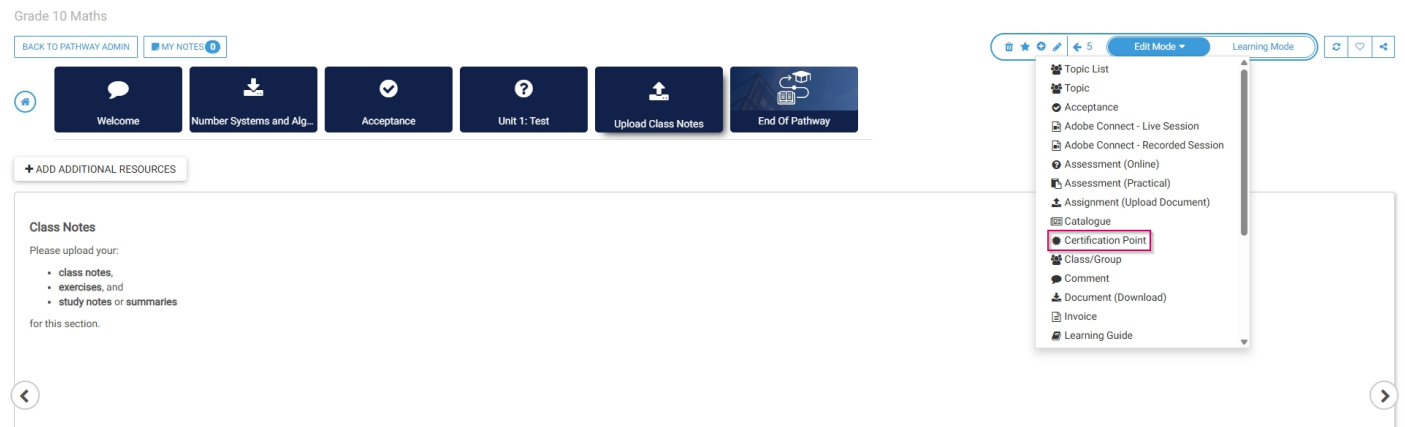 Grade 10 Maths
BACK TO PATHWAY ADMIN
MY NOTES 0
5
Edit Mode
Learning Mode
Welcome
Number Systems and Alg...
Acceptance
Unit 1: Test
Upload Class Notes
End Of Pathway
+ ADD ADDITIONAL RESOURCES
Topic List
Topic
Acceptance
Adobe Connect - Live Session
Adobe Connect - Recorded Session
Assessment (Online)
Assessment (Practical)
Assignment (Upload Document)
Catalogue
Certification Point
Class/Group
Comment
Document (Download)
Invoice
Learning Guide
Class Notes
Please upload your:
• class notes,
• exercises, and
• study notes or summaries
for this section.